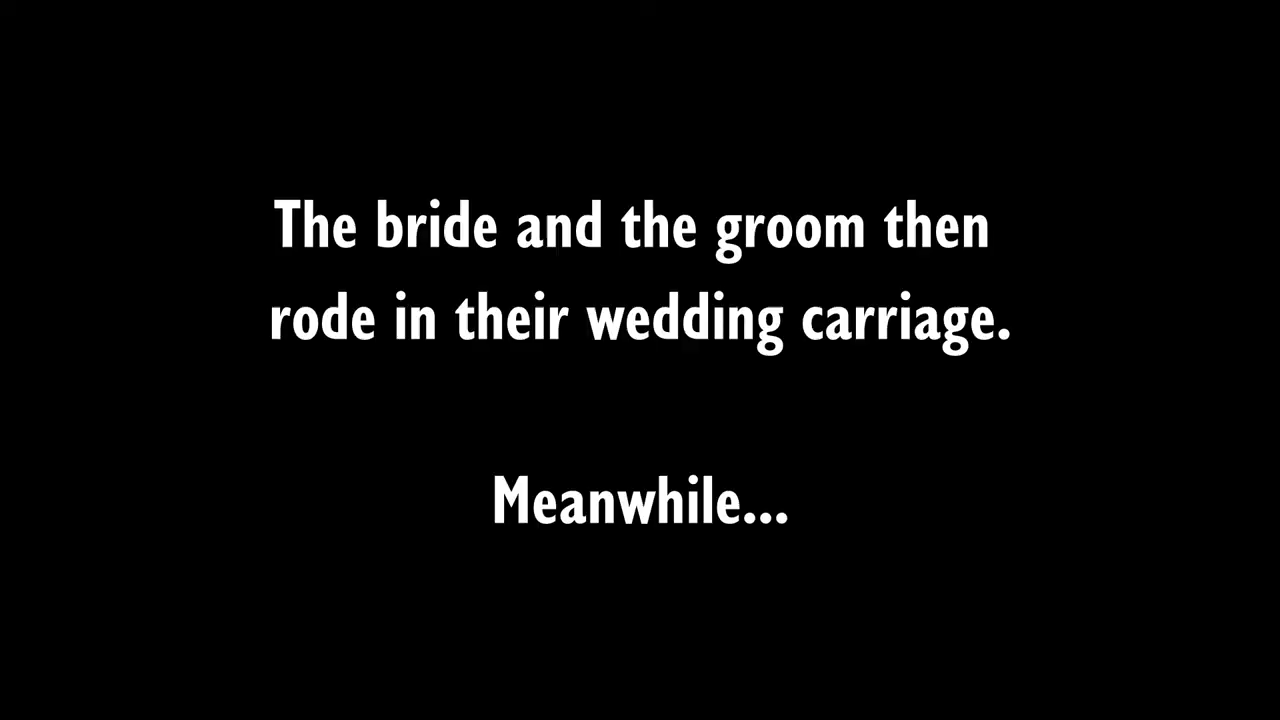 The bride and the groom then
rode in their wedding carriage.
Meanwhile...